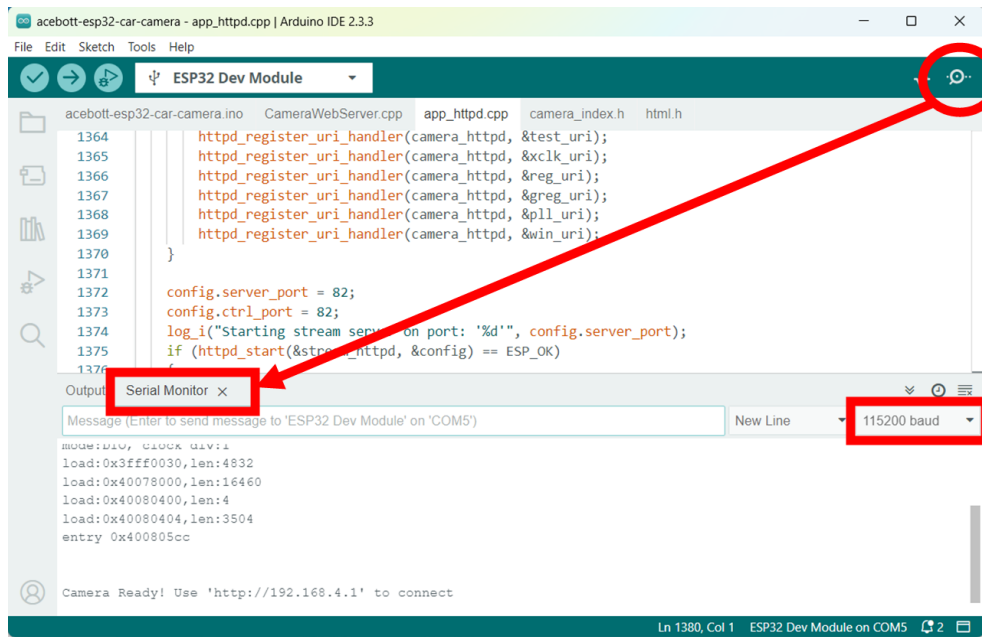 acebott-esp32-car-camera - app_httpd.cpp | Arduino IDE 2.3.3
File Edit Sketch Tools Help
ESP32 Dev Module
acebott-esp32-car-camera.ino CameraWebServer.cpp app_httpd.cpp camera_index.h html.h
1364 httpd_register_uri_handler(camera_httpd, &test_uri);
1365 httpd_register_uri_handler(camera_httpd, &xclk_uri);
1366 httpd_register_uri_handler(camera_httpd, &reg_uri);
1367 httpd_register_uri_handler(camera_httpd, &greg_uri);
1368 httpd_register_uri_handler(camera_httpd, &pll_uri);
1369 httpd_register_uri_handler(camera_httpd, &win_uri);
1370 }
1371
1372 config.server_port = 82;
1373 config.ctrl_port = 82;
1374 log_i("Starting stream server on port: '%d'", config.server_port);
1375 if (httpd_start(&stream_httpd, &config) == ESP_OK)
1376 {
Output Serial Monitor
Message (Enter to send message to 'ESP32 Dev Module' on 'COM5') New Line 115200 baud
mode:DIO, clock div:1
load:0x3fff0030,len:4832
load:0x40078000,len:16460
load:0x40080400,len:4
load:0x40080404,len:3504
entry 0x400805cc
Camera Ready! Use 'http://192.168.4.1' to connect
Ln 1380, Col 1 ESP32 Dev Module on COM5 2